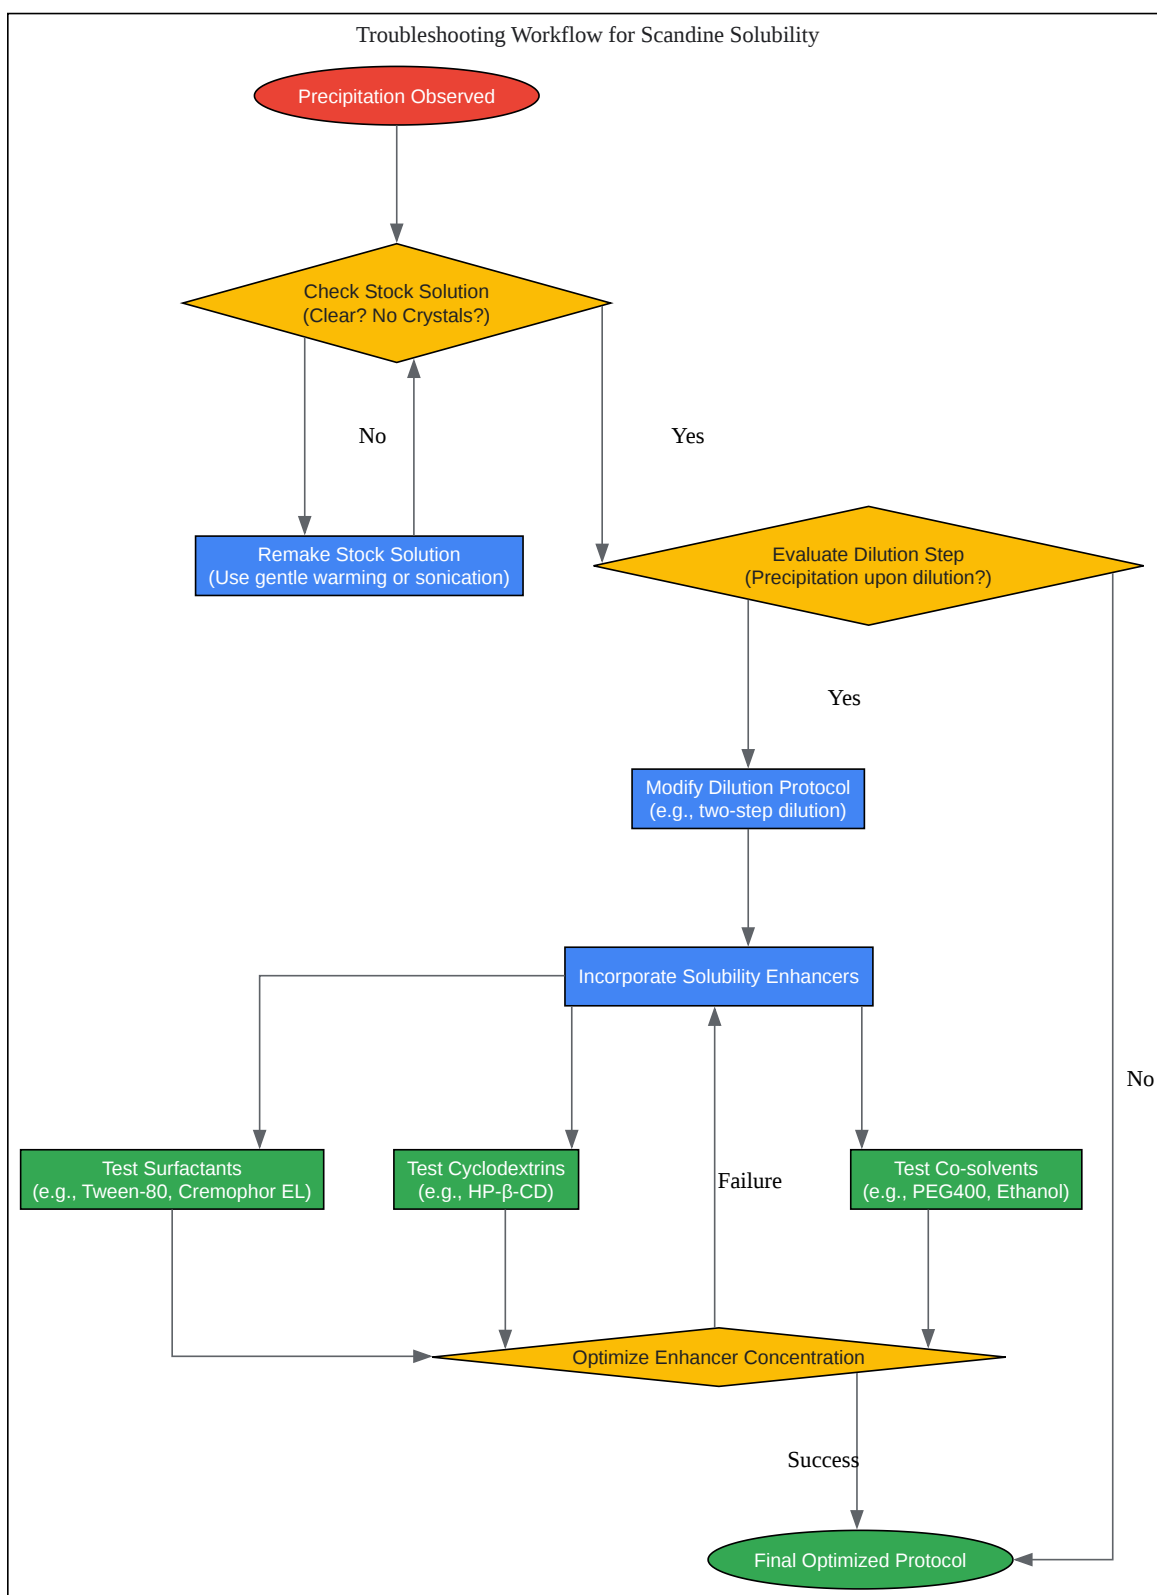 Troubleshooting Workflow for Scandine Solubility
Precipitation Observed
Check Stock Solution
(Clear? No Crystals?)
No
Yes
Remake Stock Solution
(Use gentle warming or sonication)
Evaluate Dilution Step
(Precipitation upon dilution?)
Yes
Modify Dilution Protocol
(e.g., two-step dilution)
Incorporate Solubility Enhancers
No
Test Surfactants
(e.g., Tween-80, Cremophor EL)
Test Cyclodextrins
(e.g., HP-β-CD)
Failure
Test Co-solvents
(e.g., PEG400, Ethanol)
Optimize Enhancer Concentration
Success
Final Optimized Protocol